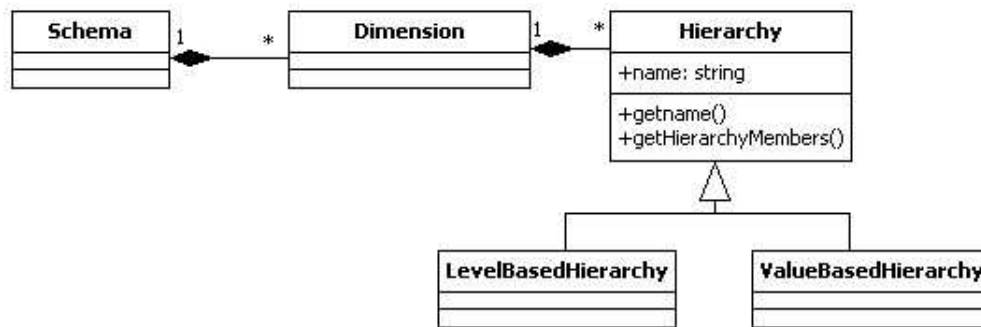 Schema 1 * Dimension 1 * Hierarchy
+name: string
+getname()
+getHierarchyMembers()
LevelBasedHierarchy ValueBasedHierarchy